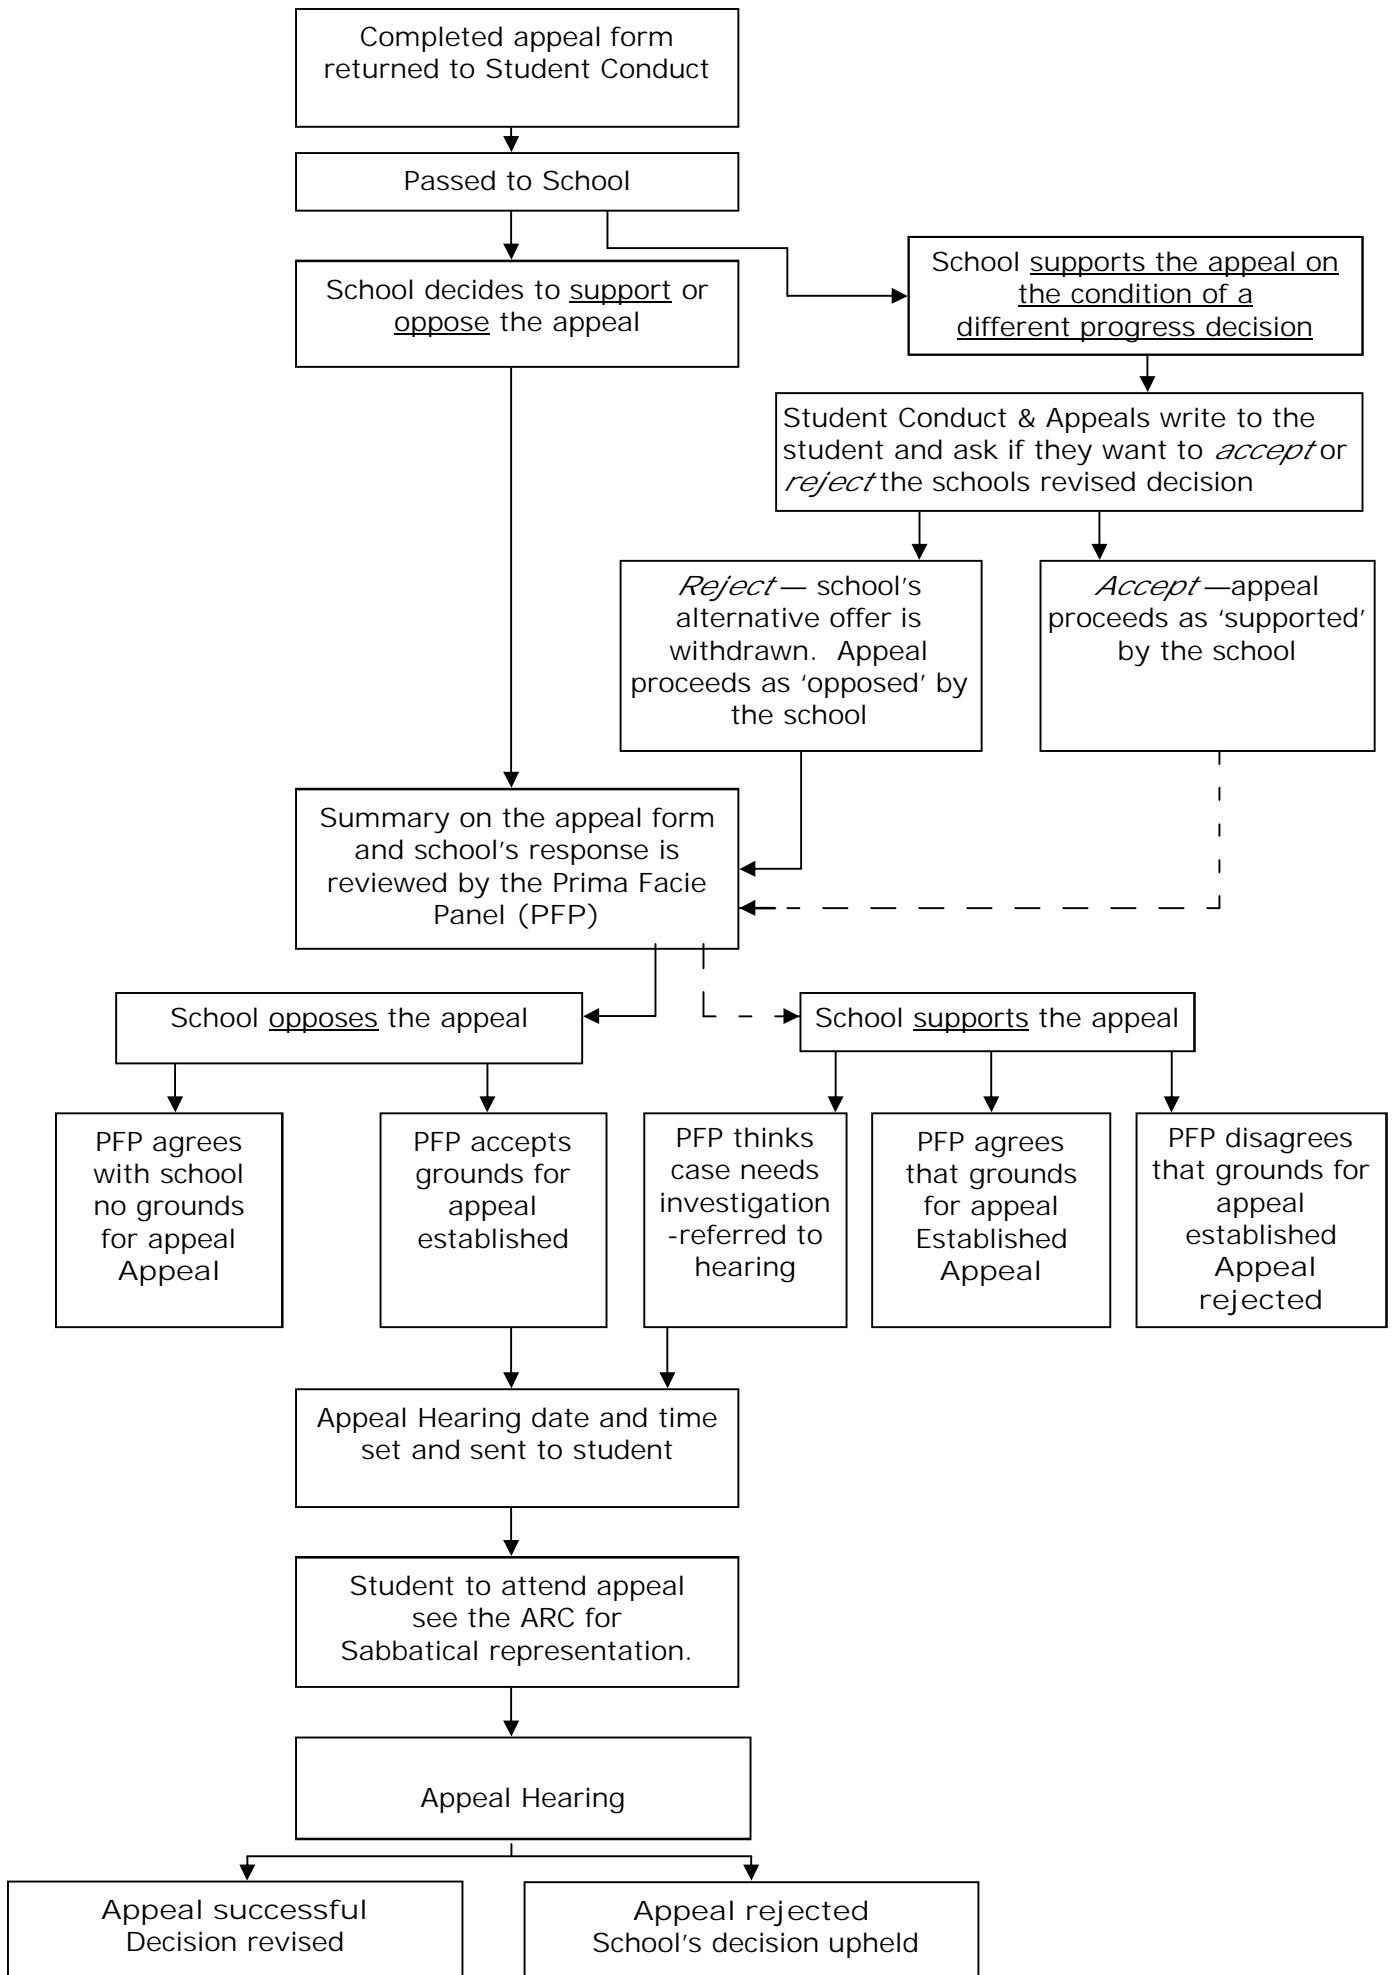 Completed appeal form
returned to Student Conduct
Passed to School
School decides to support or
oppose the appeal
School supports the appeal on
the condition of a
different progress decision
Student Conduct & Appeals write to the
student and ask if they want to accept or
reject the schools revised decision
Reject — school's
alternative offer is
withdrawn. Appeal
proceeds as 'opposed' by
the school
Accept —appeal
proceeds as 'supported'
by the school
Summary on the appeal form
and school's response is
reviewed by the Prima Facie
Panel (PFP)
School opposes the appeal
School supports the appeal
PFP agrees
with school
no grounds
for appeal
Appeal
PFP accepts
grounds for
appeal
established
PFP thinks
case needs
investigation
-referred to
hearing
PFP agrees
that grounds
for appeal
Established
Appeal
PFP disagrees
that grounds for
appeal
established
Appeal
rejected
Appeal Hearing date and time
set and sent to student
Student to attend appeal
see the ARC for
Sabbatical representation.
Appeal Hearing
Appeal successful
Decision revised
Appeal rejected
School's decision upheld